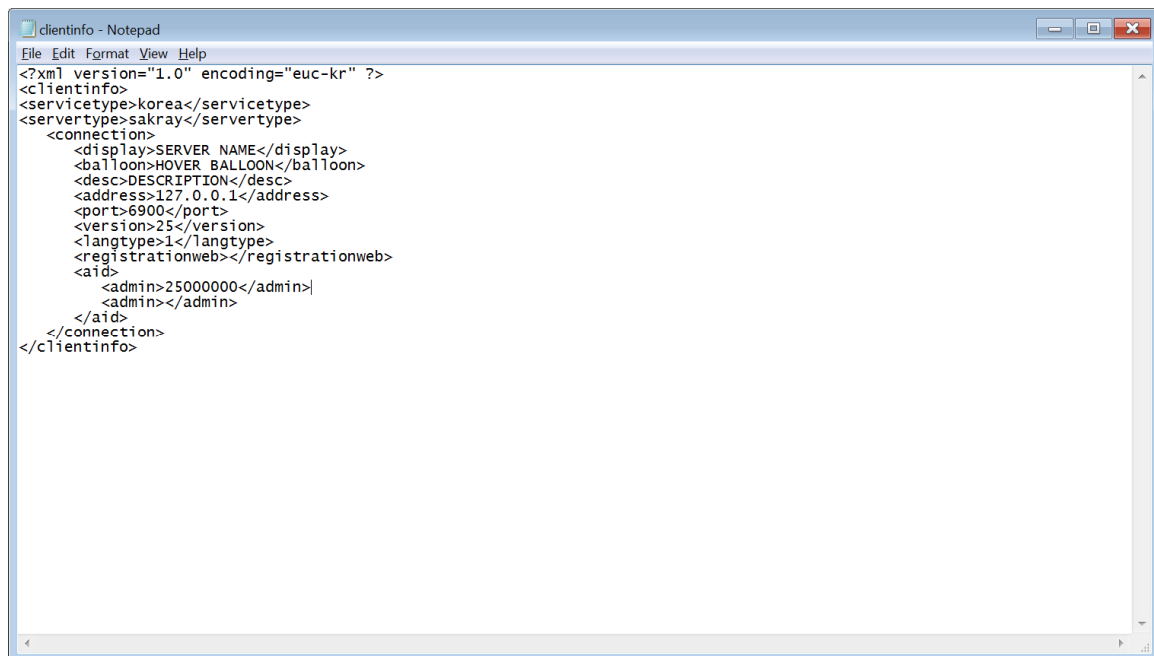 clientinfo - Notepad
File Edit Format View Help
<?xml version="1.0" encoding="euc-kr" ?>
<clientinfo>
<servicetype>korea</servicetype>
<servertype>sakray</servertype>
<connection>
<display>SERVER NAME</display>
<balloon>HOVER BALLOON</balloon>
<desc>DESCRIPTION</desc>
<address>127.0.0.1</address>
<port>6900</port>
<version>25</version>
<langtype>1</langtype>
<registrationweb></registrationweb>
<aid>
<admin>25000000</admin>
<admin></admin>
</aid>
</connection>
</clientinfo>